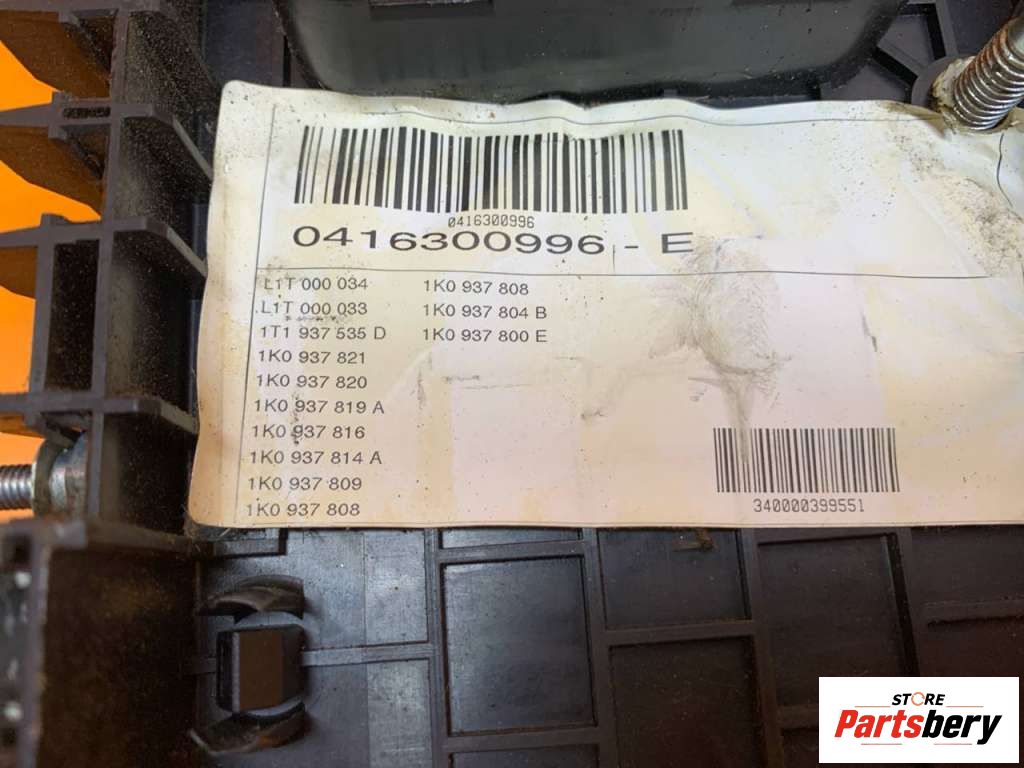 0416300996
0416300996 - E
L1T 000 034
L1T 000 033
1T1 937 535 D
1K0 937 821
1K0 937 820
1K0 937 819 A
1K0 937 816
1K0 937 814 A
1K0 937 809
1K0 937 808
1K0 937 808
1K0 937 804 B
1K0 937 800 E
340000399551
STORE
Partsbery